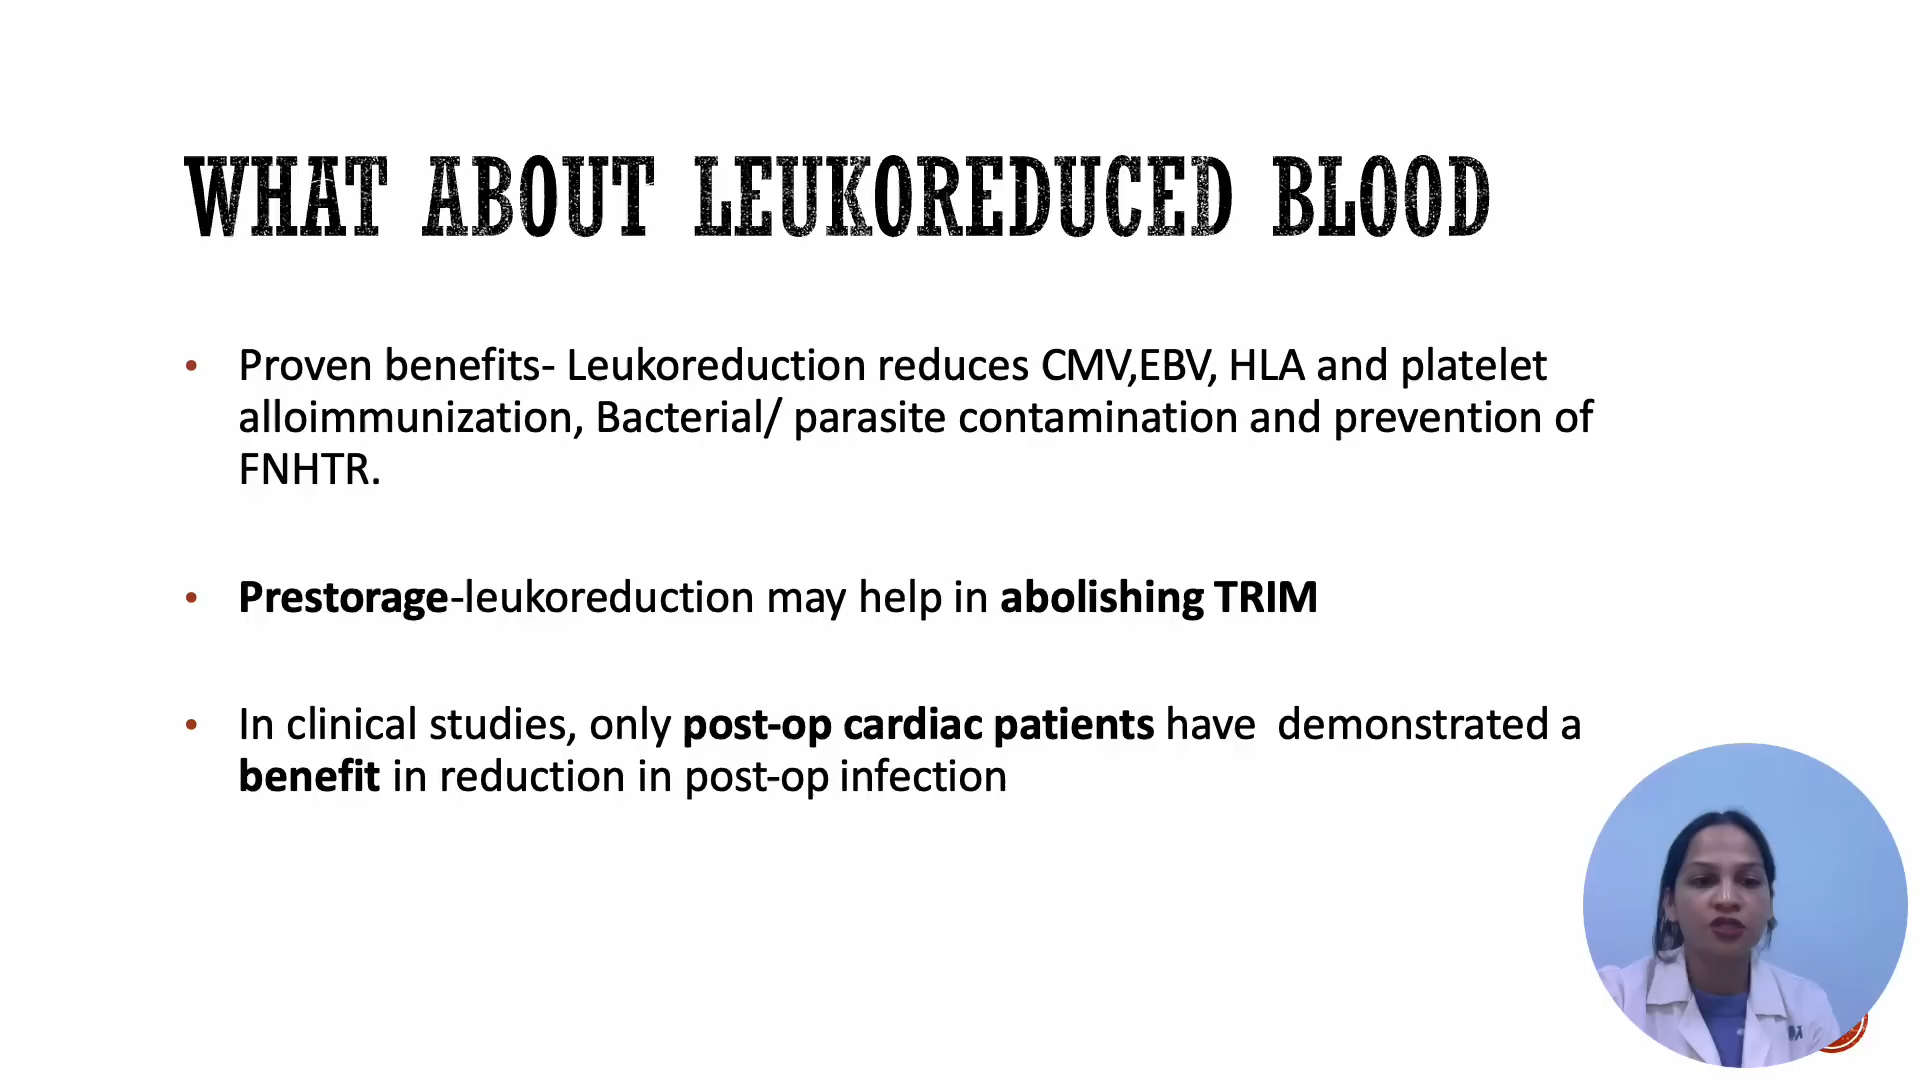 WHAT ABOUT LEUKOREDUCED BLOOD
• Proven benefits- Leukoreduction reduces CMV,EBV, HLA and platelet
alloimmunization, Bacterial/ parasite contamination and prevention of
FNHTR.
• Prestorage-leukoreduction may help in abolishing TRIM
• In clinical studies, only post-op cardiac patients have demonstrated a
benefit in reduction in post-op infection